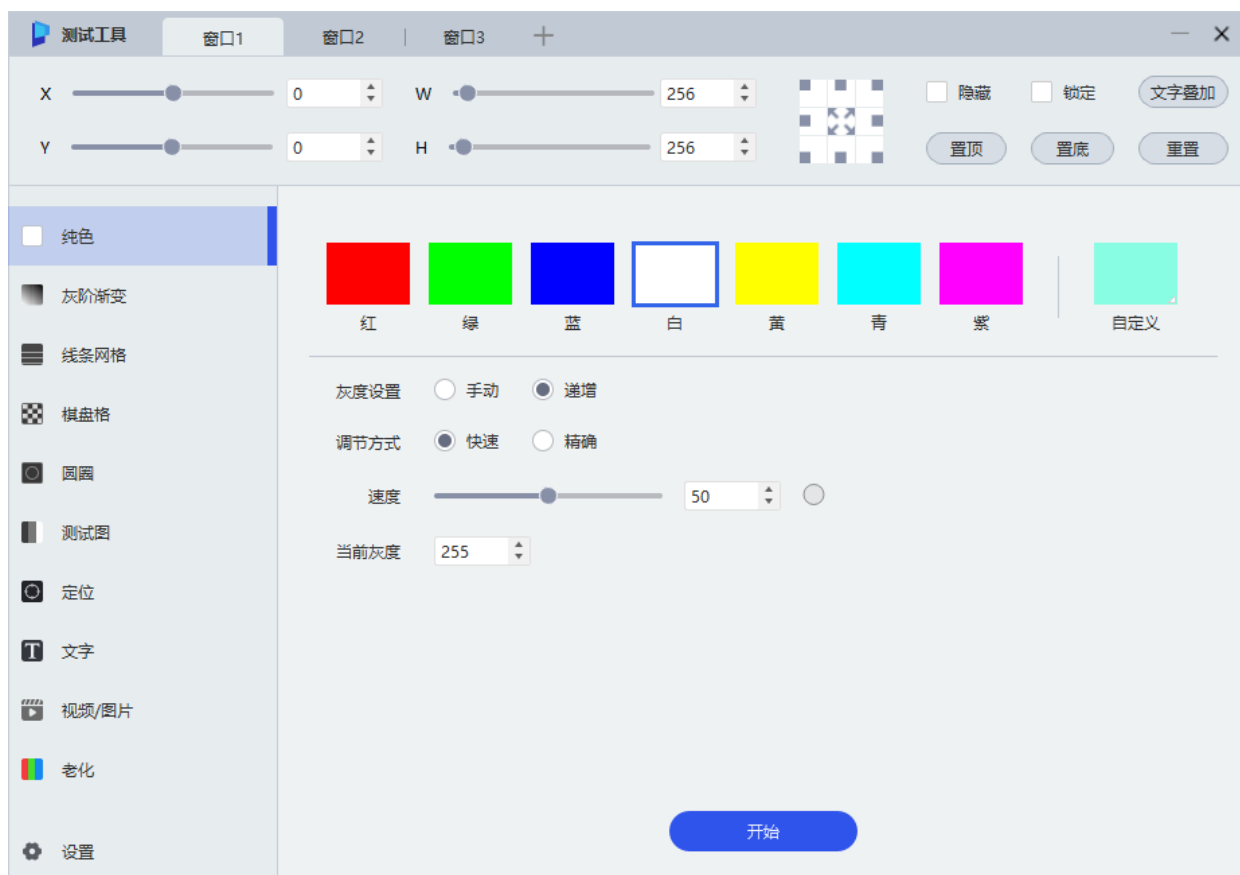 测试工具 窗口1 窗口2 窗口3
X 0 W 256 隐藏 锁定 文字叠加
Y 0 H 256 置顶 置底 重置
纯色
灰阶渐变
线条网格
棋盘格
圆圈
测试图
定位
文字
视频/图片
老化
设置
红 绿 蓝 白 黄 青 紫 自定义
灰度设置 手动 递增
调节方式 快速 精确
速度 50
当前灰度 255
开始